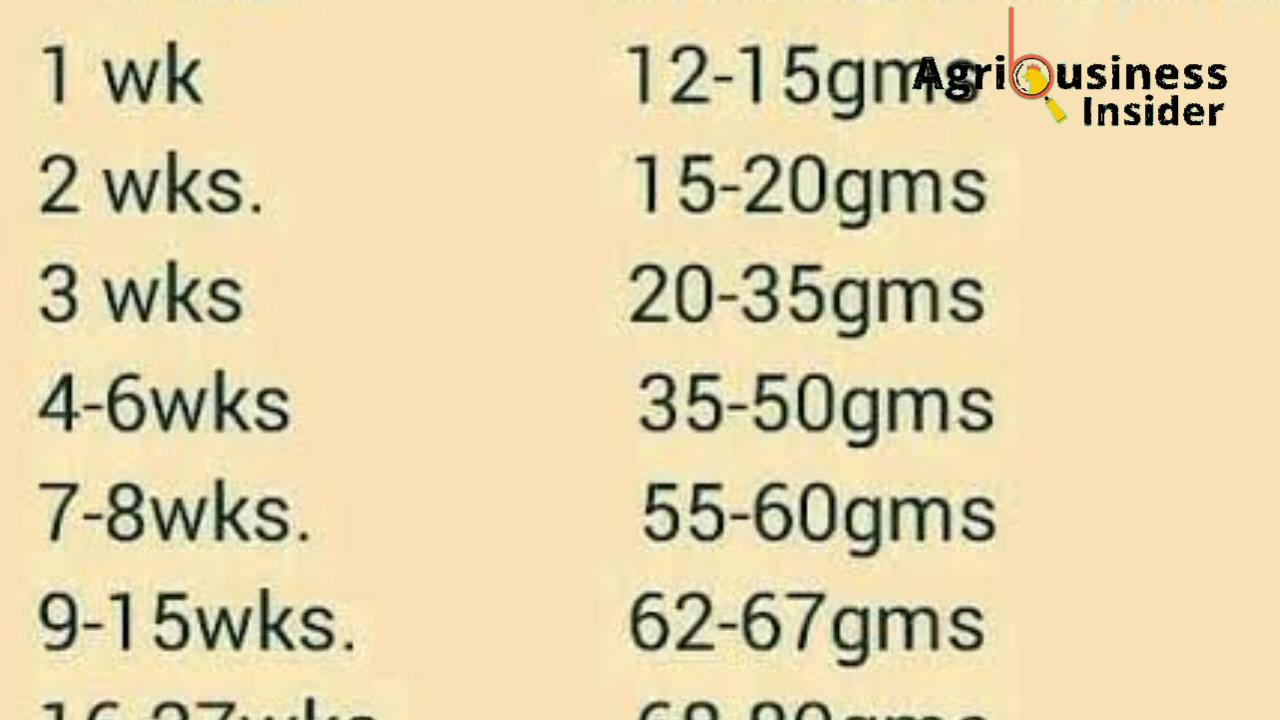 1 wk 12-15gms
2 wks. 15-20gms
3 wks 20-35gms
4-6wks 35-50gms
7-8wks. 55-60gms
9-15wks. 62-67gms
Agribusiness
Insider